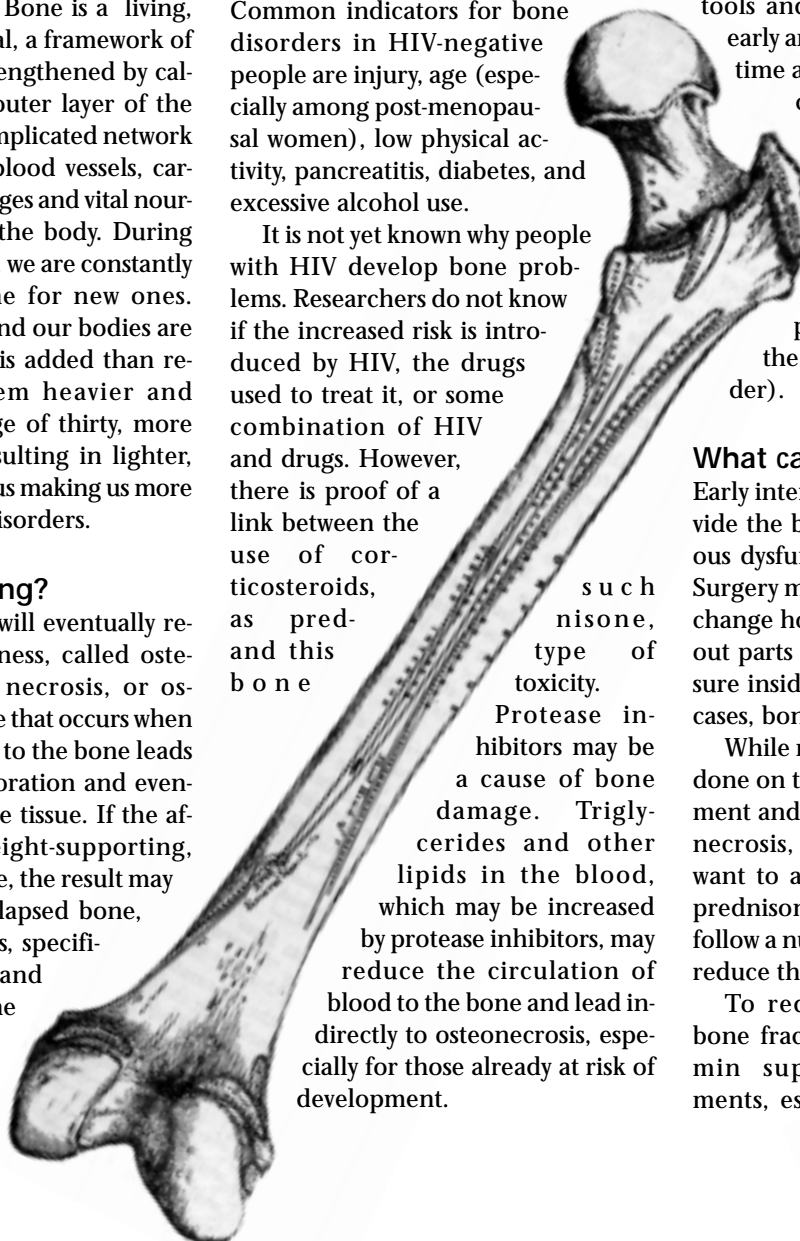 Bone is a living,
al, a framework of
engthened by cal-
outer layer of the
mplicated network
blood vessels, car-
ges and vital nour-
the body. During
, we are constantly
ne for new ones.
nd our bodies are
is added than re-
em heavier and
ge of thirty, more
sulting in lighter,
us making us more
isorders.
ng?
will eventually re-
ness, called oste-
necrosis, or os-
e that occurs when
to the bone leads
oration and even-
e tissue. If the af-
eight-supporting,
e, the result may
lapsed bone,
s, specifi-
and
ne
Common indicators for bone
disorders in HIV-negative
people are injury, age (espe-
cially among post-menopau-
sal women), low physical ac-
tivity, pancreatitis, diabetes, and
excessive alcohol use.
It is not yet known why people
with HIV develop bone prob-
lems. Researchers do not know
if the increased risk is intro-
duced by HIV, the drugs
used to treat it, or some
combination of HIV
and drugs. However,
there is proof of a
link between the
use of cor-
ticosteroids, such
as pred- nisone,
and this type of
bone toxicity.
Protease in-
hibitors may be
a cause of bone
damage. Trigly-
cerides and other
lipids in the blood,
which may be increased
by protease inhibitors, may
reduce the circulation of
blood to the bone and lead in-
directly to osteonecrosis, espe-
cially for those already at risk of
development.
tools and
early an
time a
p
the
der).
What ca
Early inter
vide the b
ous dysfu
Surgery m
change ho
out parts
sure insid
cases, bon
While r
done on t
ment and
necrosis,
want to a
prednison
follow a nu
reduce th
To rec
bone frac
min sup
ments, es